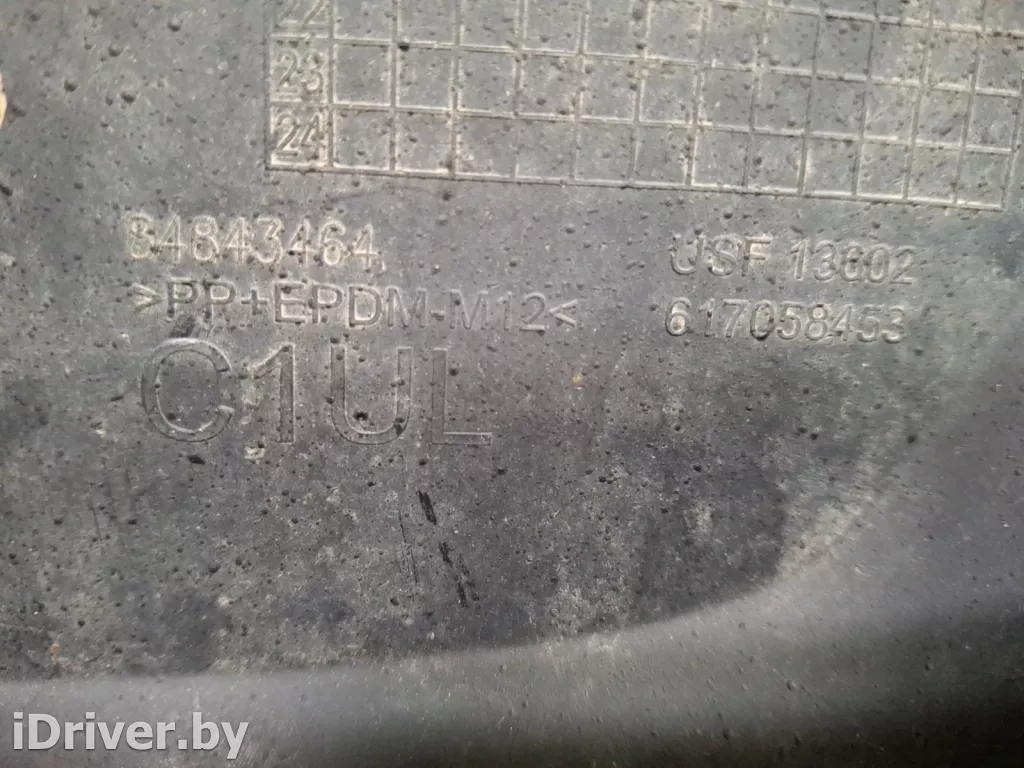 22
23
24
84843464
>PP+EPDM-M12<
C1UL
USF 13602
617058453
iDriver.by